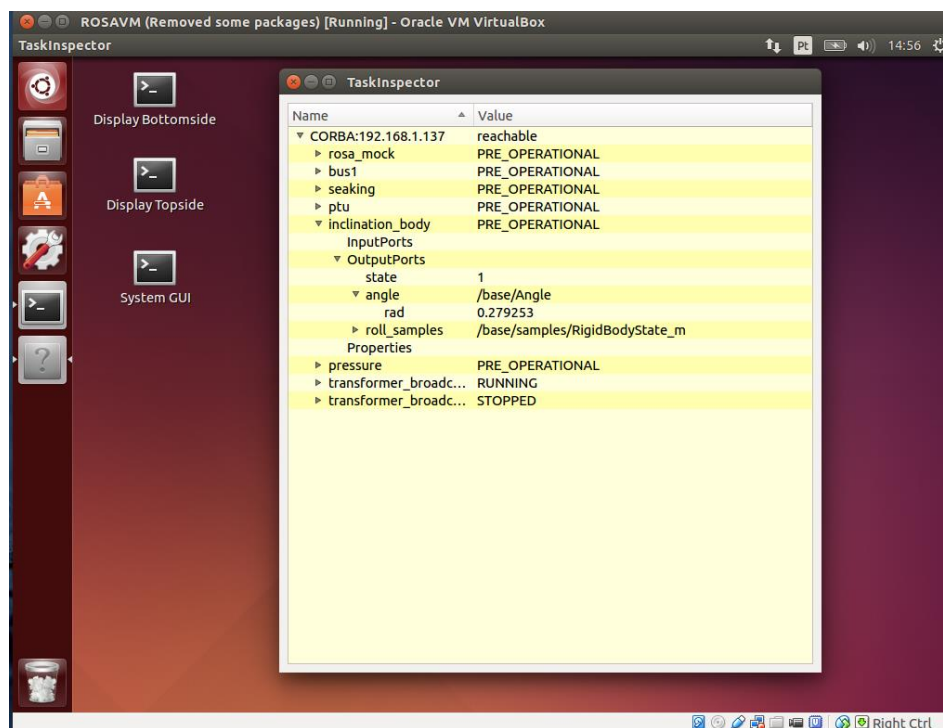 ROSAVM (Removed some packages) [Running] - Oracle VM VirtualBox
TaskInspector Pt 14:56
Display Bottomside
Display Topside
System GUI
TaskInspector
Name Value
CORBA:192.168.1.137 reachable
rosa_mock PRE_OPERATIONAL
bus1 PRE_OPERATIONAL
seaking PRE_OPERATIONAL
ptu PRE_OPERATIONAL
inclination_body PRE_OPERATIONAL
InputPorts
OutputPorts
state 1
angle /base/Angle
rad 0.279253
roll_samples /base/samples/RigidBodyState_m
Properties
pressure PRE_OPERATIONAL
transformer_broadc... RUNNING
transformer_broadc... STOPPED
Right Ctrl